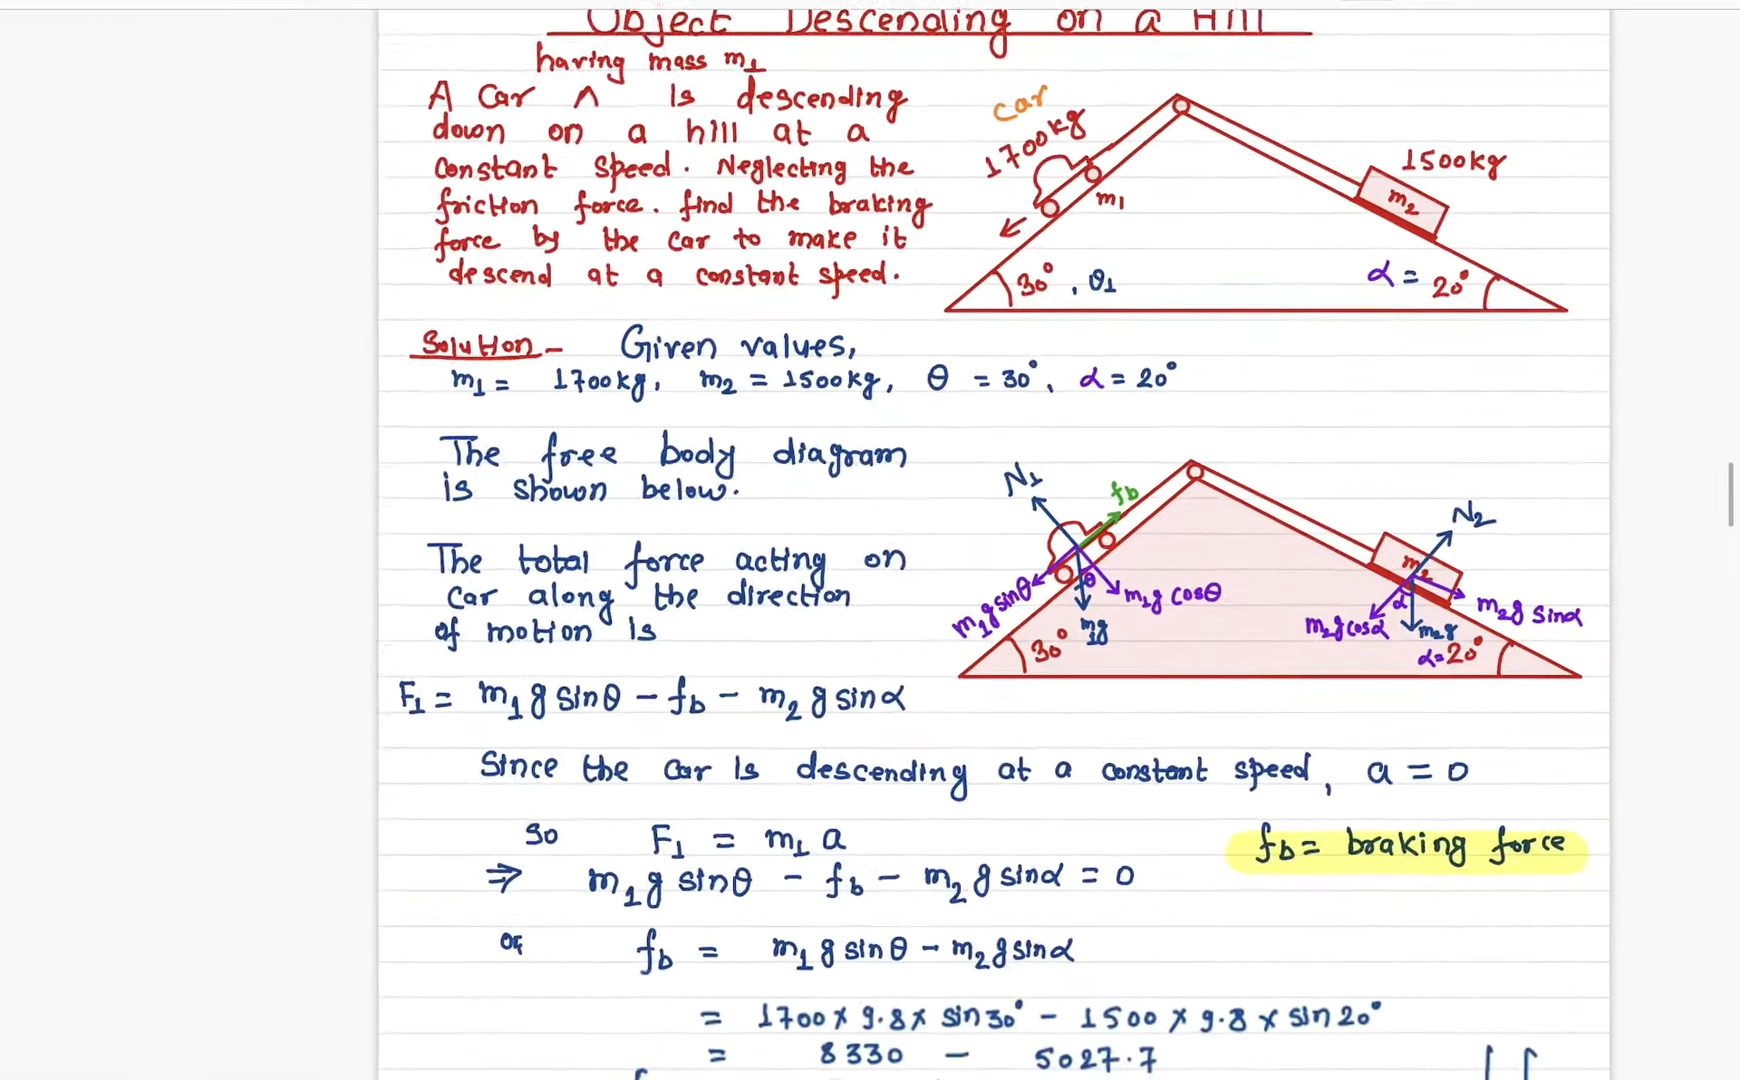 Object Descending on a Hill
having mass m₁
A car ∧ is descending
down on a hill at a
constant speed. Neglecting the
friction force. find the braking
force by the car to make it
descend at a constant speed.
car
1700kg
m₁
1500kg
m₂
30°, θ₁
α = 20°
Solution - Given values,
m₁ = 1700kg, m₂ = 1500kg, θ = 30°, α = 20°
The free body diagram
is shown below.
N₁
fb
N₂
m₂
m₁g sinθ
θ
m₁g cosθ
m₁g
30°
α
m₂g cosα
m₂g
m₂g sinα
α=20°
The total force acting on
car along the direction
of motion is
F₁ = m₁g sinθ - fb - m₂g sinα
Since the car is descending at a constant speed, a = 0
So F₁ = m₁a
fb = braking force
⇒ m₁g sinθ - fb - m₂g sinα = 0
or fb = m₁g sinθ - m₂g sinα
= 1700 × 9.8 × sin30° - 1500 × 9.8 × sin20°
= 8330 - 5027.7